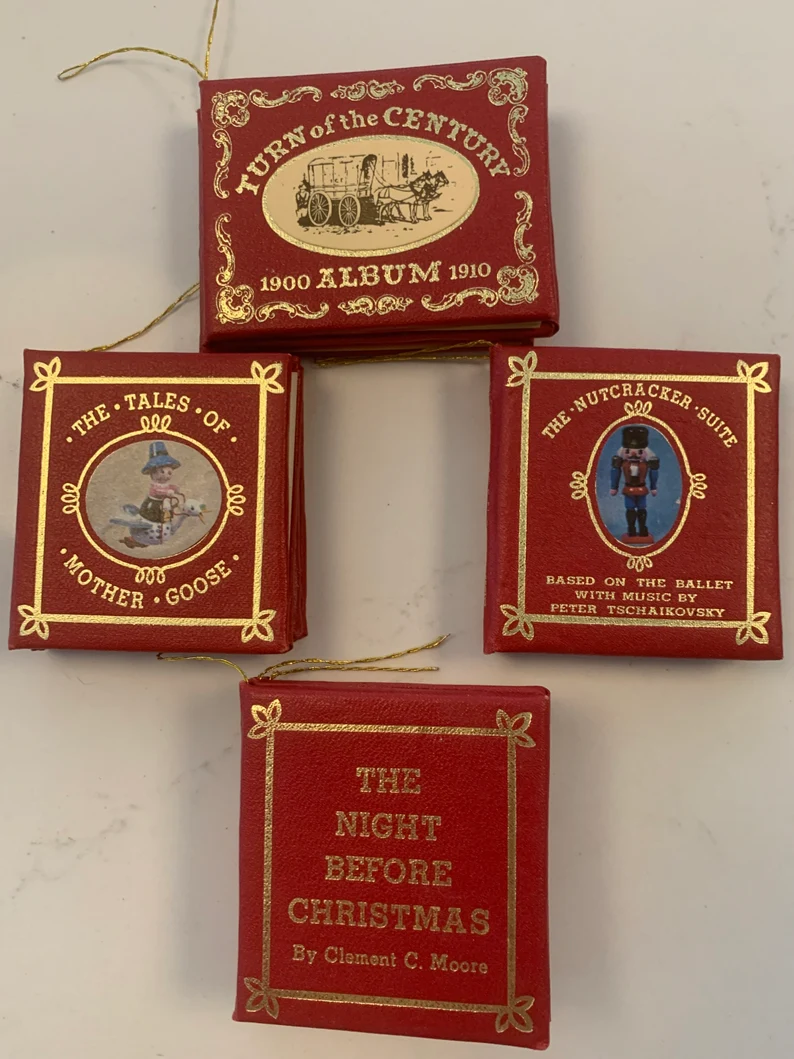 TURN of the CENTURY
1900 ALBUM 1910
·THE·TALES·OF·
·MOTHER·GOOSE·
THE·NUTCRACKER·SUITE
BASED ON THE BALLET
WITH MUSIC BY
PETER TSCHAIKOVSKY
THE
NIGHT
BEFORE
CHRISTMAS
By Clement C. Moore